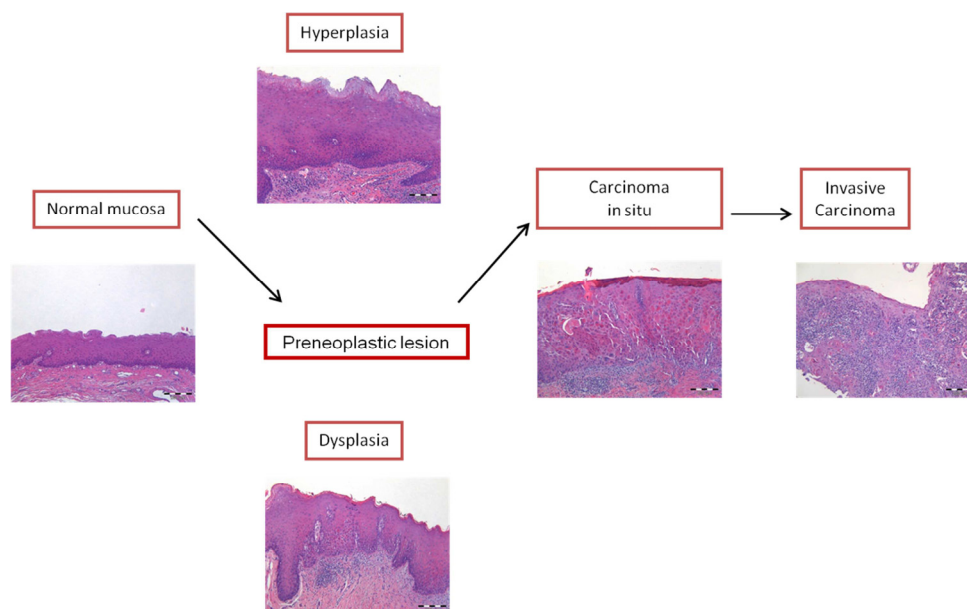 Hyperplasia
Normal mucosa
Carcinoma
in situ
Invasive
Carcinoma
Preneoplastic lesion
Dysplasia